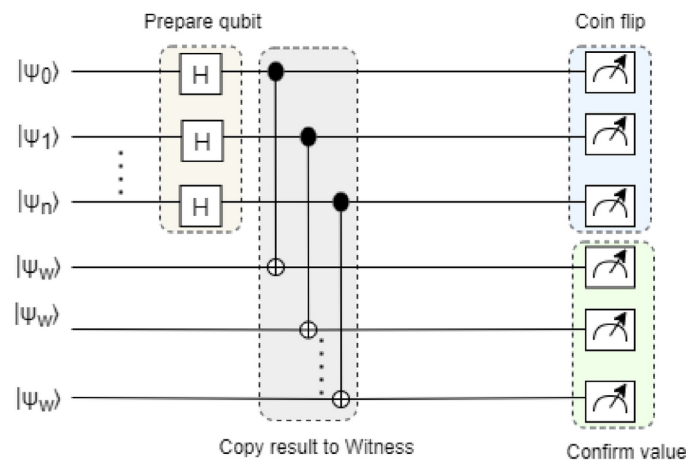 Prepare qubit
Coin flip
|Ψ0⟩
H
|Ψ1⟩
H
|Ψn⟩
H
|Ψw⟩
|Ψw⟩
|Ψw⟩
Copy result to Witness
Confirm value